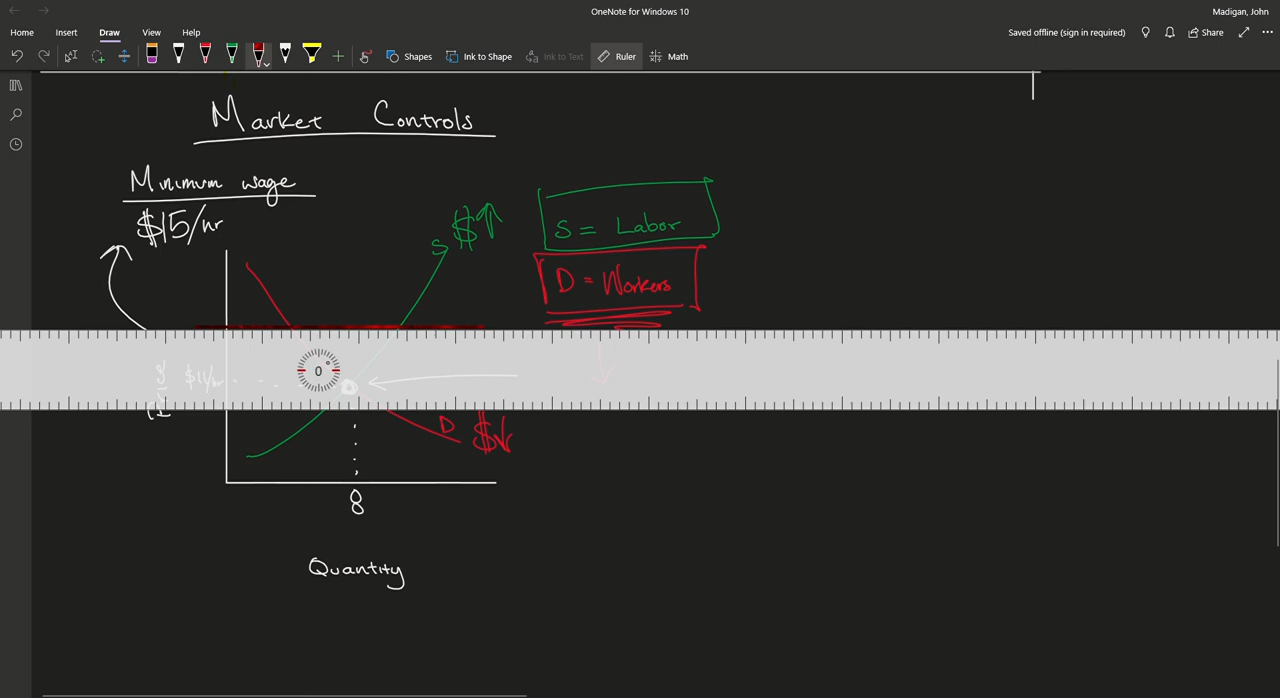 OneNote for Windows 10
Madigan, John
Home Insert Draw View Help
Saved offline (sign in required) Share
Shapes Ink to Shape Ink to Text Ruler Math
Market Controls
Minimum wage
$15/hr
S $
S = Labor
D = Workers
0°
D $
8
Quantity